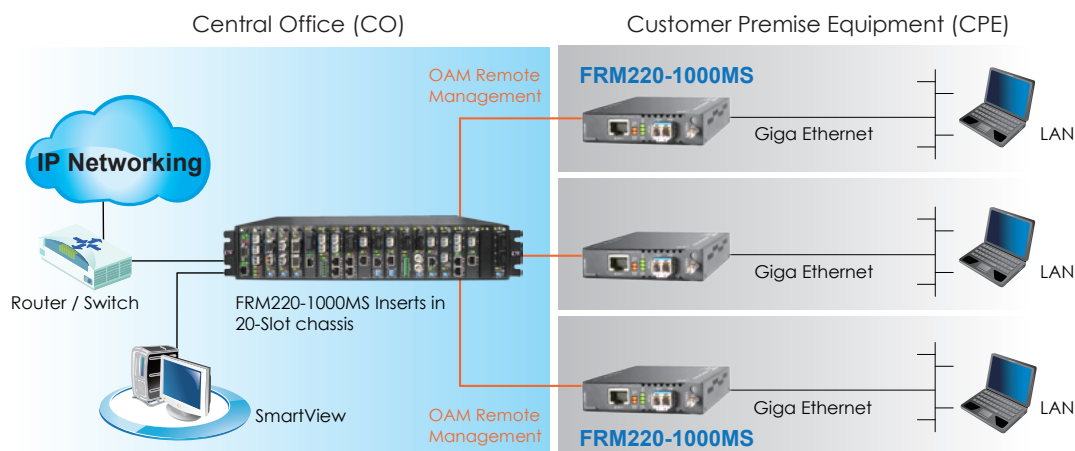 Central Office (CO)
Customer Premise Equipment (CPE)
OAM Remote
Management
FRM220-1000MS
Giga Ethernet
LAN
IP Networking
Router / Switch
FRM220-1000MS Inserts in
20-Slot chassis
Giga Ethernet
LAN
SmartView
OAM Remote
Management
Giga Ethernet
LAN
FRM220-1000MS